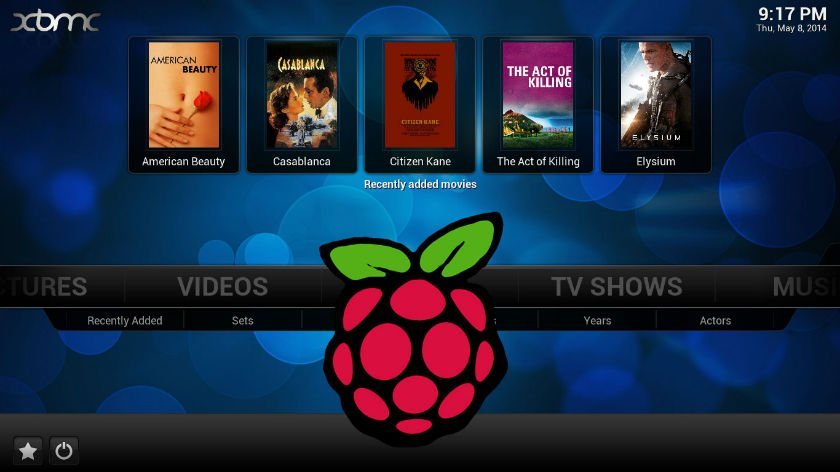 xbmc
9:17 PM
Thu, May 8, 2014
AMERICAN
BEAUTY
CASABLANCA
CITIZEN KANE
THE ACT OF
KILLING
ELYSIUM
American Beauty
Casablanca
Citizen Kane
The Act of Killing
Elysium
Recently added movies
CTURES
VIDEOS
TV SHOWS
MUSI
Recently Added
Sets
s
Years
Actors